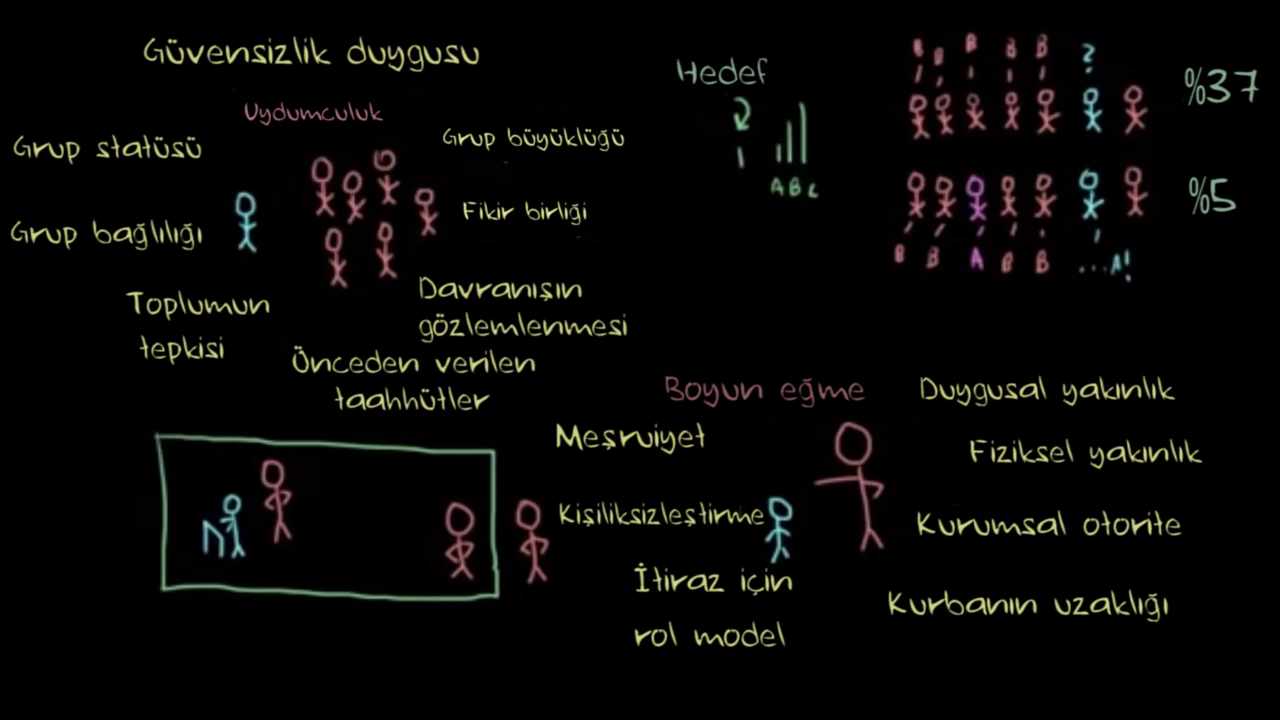 Güvensizlik duygusu
Uydumculuk
Grup statüsü
Grup büyüklüğü
Grup bağlılığı
Fikir birliği
Toplumun
tepkisi
Davranışın
gözlemlenmesi
Önceden verilen
taahhütler
Hedef
A B C
B B B B B ?
%37
%5
B B A B B ...A!
Boyun eğme
Meşruiyet
Kişiliksizleştirme
İtiraz için
rol model
Duygusal yakınlık
Fiziksel yakınlık
Kurumsal otorite
Kurbanın uzaklığı